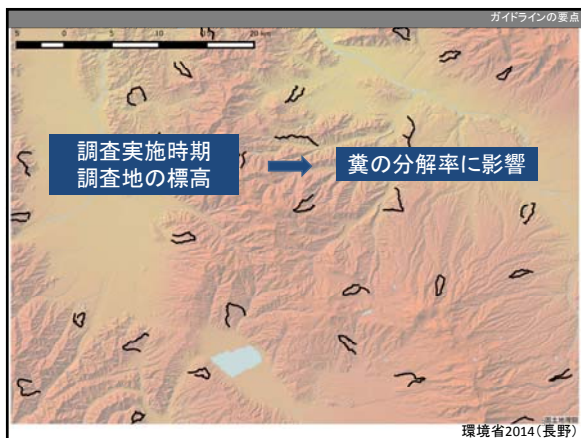 ガイドラインの要点
5 0 5 10 20 km
調査実施時期
調査地の標高
糞の分解率に影響
環境省2014(長野)